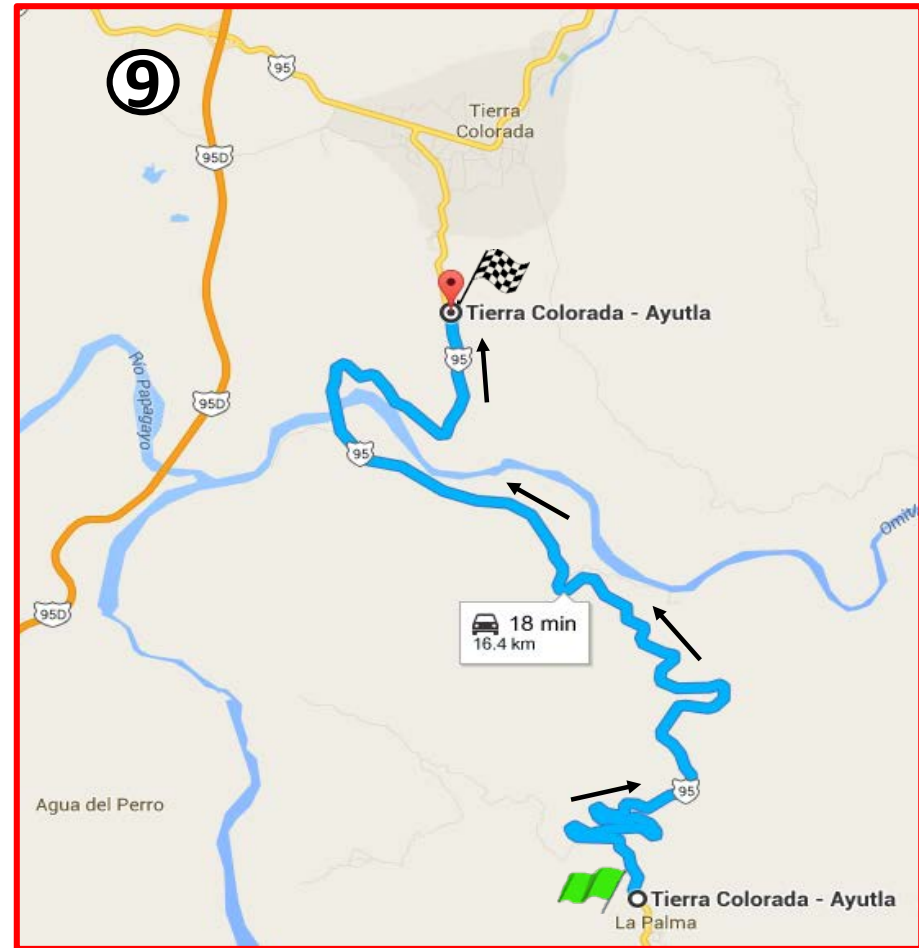 9
95
Tierra
Colorada
95D
Tierra Colorada - Ayutla
95
Río Papagayo
95D
95
Omit
95D
18 min
16.4 km
95
Agua del Perro
Tierra Colorada - Ayutla
La Palma